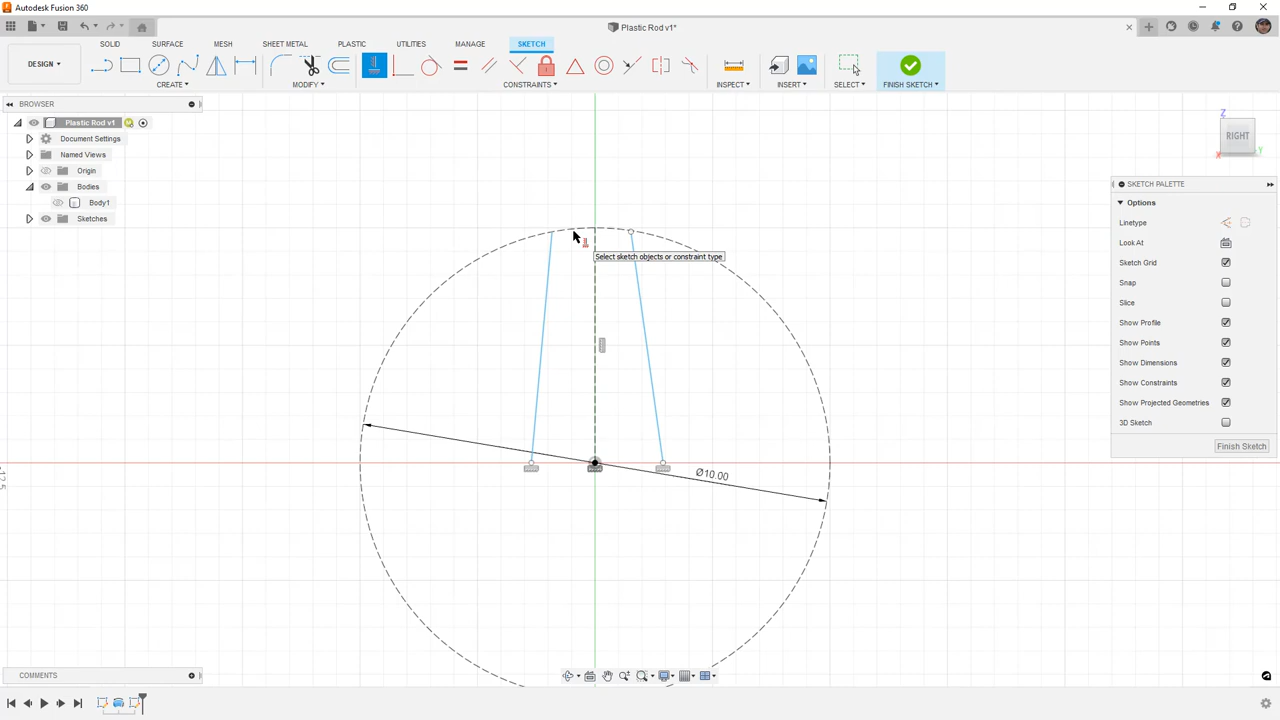 Autodesk Fusion 360
Plastic Rod v1*
DESIGN
SOLID
SURFACE
MESH
SHEET METAL
PLASTIC
UTILITIES
MANAGE
SKETCH
CREATE
MODIFY
CONSTRAINTS
INSPECT
INSERT
SELECT
FINISH SKETCH
BROWSER
Plastic Rod v1
Document Settings
Named Views
Origin
Bodies
Body1
Sketches
Z
RIGHT
X
Y
SKETCH PALETTE
Options
Linetype
Look At
Sketch Grid
Snap
Slice
Show Profile
Show Points
Show Dimensions
Show Constraints
Show Projected Geometries
3D Sketch
Finish Sketch
Select sketch objects or constraint type
Ø10.00
12.5
COMMENTS